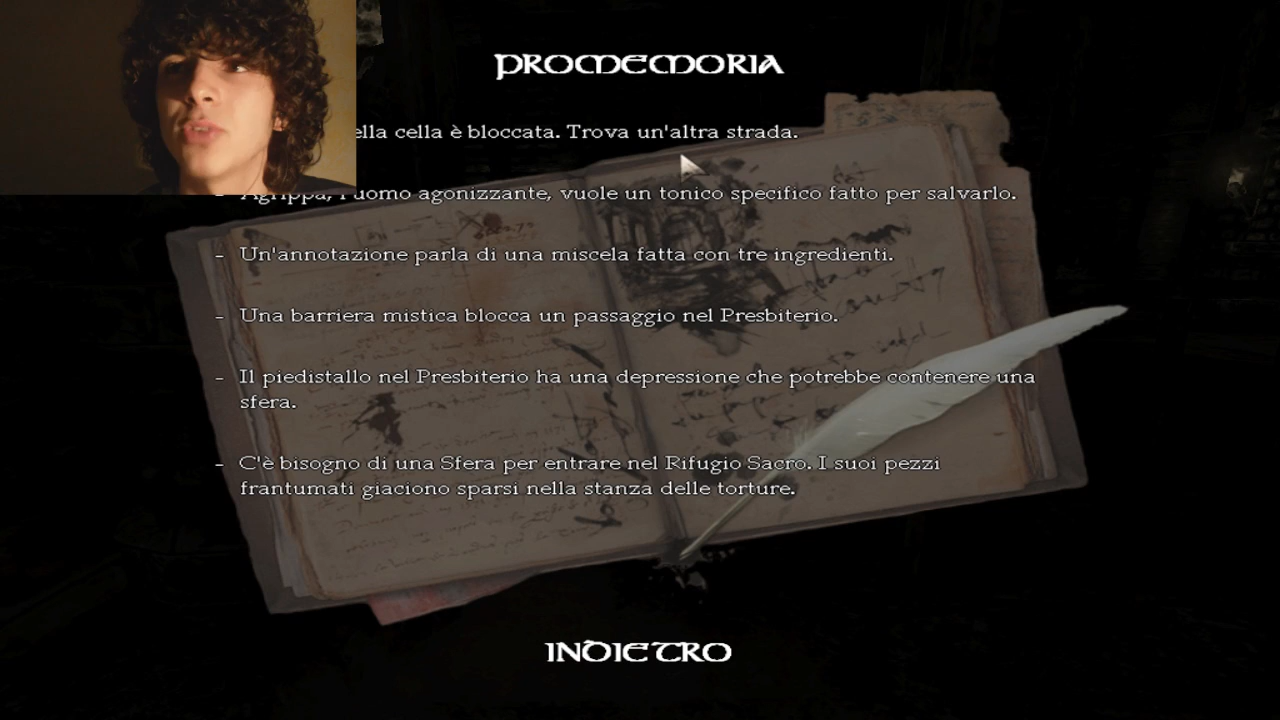 PROMEMORIA
ella cella è bloccata. Trova un'altra strada.
- Agrippa, l'uomo agonizzante, vuole un tonico specifico fatto per salvarlo.
- Un'annotazione parla di una miscela fatta con tre ingredienti.
- Una barriera mistica blocca un passaggio nel Presbiterio.
- Il piedistallo nel Presbiterio ha una depressione che potrebbe contenere una
sfera.
- C'è bisogno di una Sfera per entrare nel Rifugio Sacro. I suoi pezzi
frantumati giaciono sparsi nella stanza delle torture.
INDIETRO